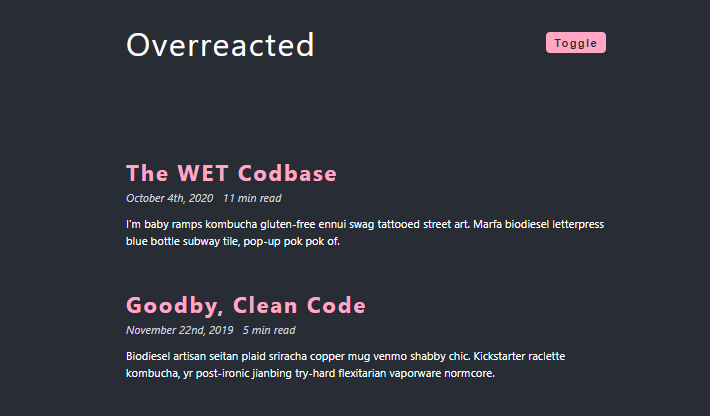 Overreacted
Toggle
The WET Codbase
October 4th, 2020 11 min read
I'm baby ramps kombucha gluten-free ennui swag tattooed street art. Marfa biodiesel letterpress
blue bottle subway tile, pop-up pok pok of.
Goodby, Clean Code
November 22nd, 2019 5 min read
Biodiesel artisan seitan plaid sriracha copper mug venmo shabby chic. Kickstarter raclette
kombucha, yr post-ironic jianbing try-hard flexitarian vaporware normcore.